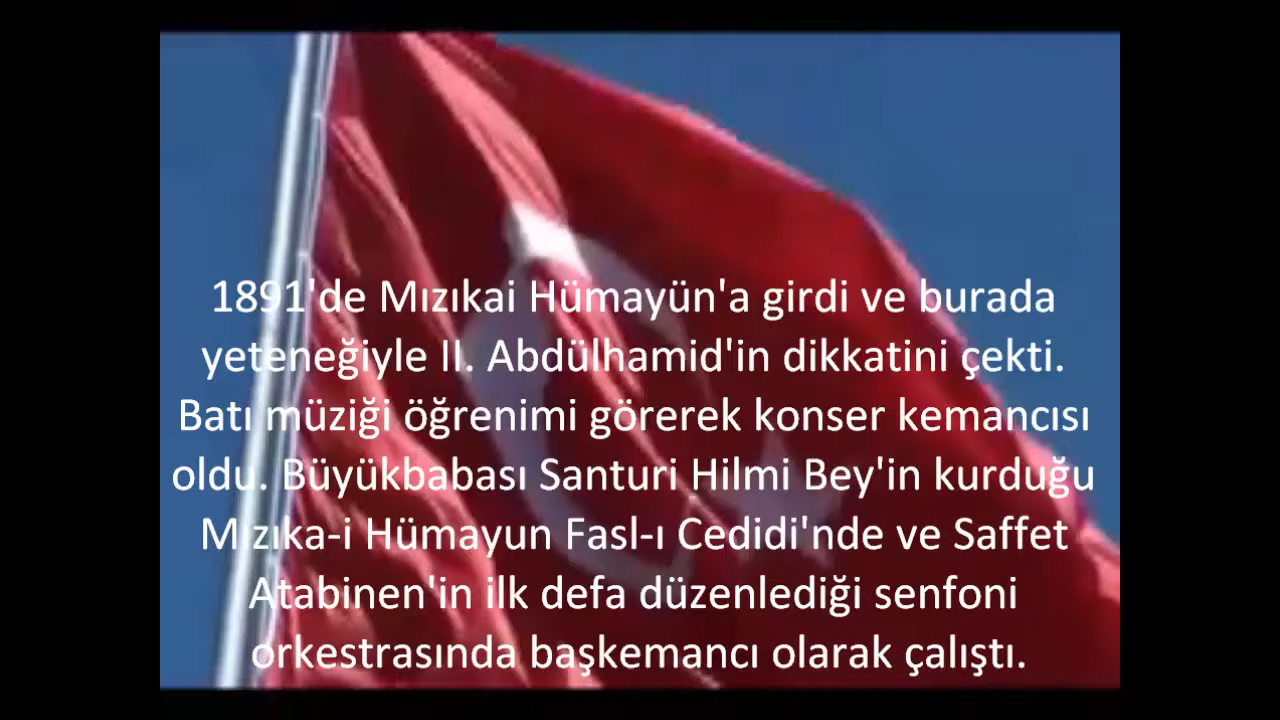 1891'de Mızıkai Hümayün'a girdi ve burada
yeteneğiyle II. Abdülhamid'in dikkatini çekti.
Batı müziği öğrenimi görerek konser kemancısı
oldu. Büyükbabası Santuri Hilmi Bey'in kurduğu
Mızıka-i Hümayun Fasl-ı Cedidi'nde ve Saffet
Atabinen'in ilk defa düzenlediği senfoni
orkestrasında başkemancı olarak çalıştı.